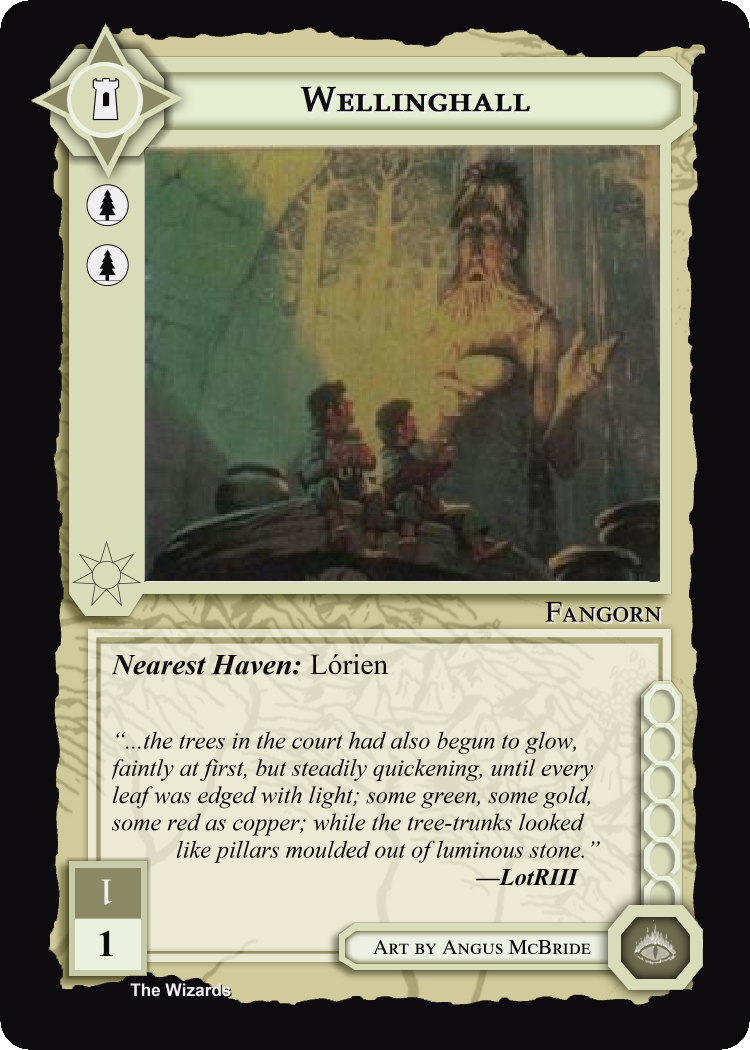 Wellinghall
Fangorn
Nearest Haven: Lórien
“...the trees in the court had also begun to glow,
faintly at first, but steadily quickening, until every
leaf was edged with light; some green, some gold,
some red as copper; while the tree-trunks looked
like pillars moulded out of luminous stone.”
—LotRIII
1
1
Art by Angus McBride
The Wizards